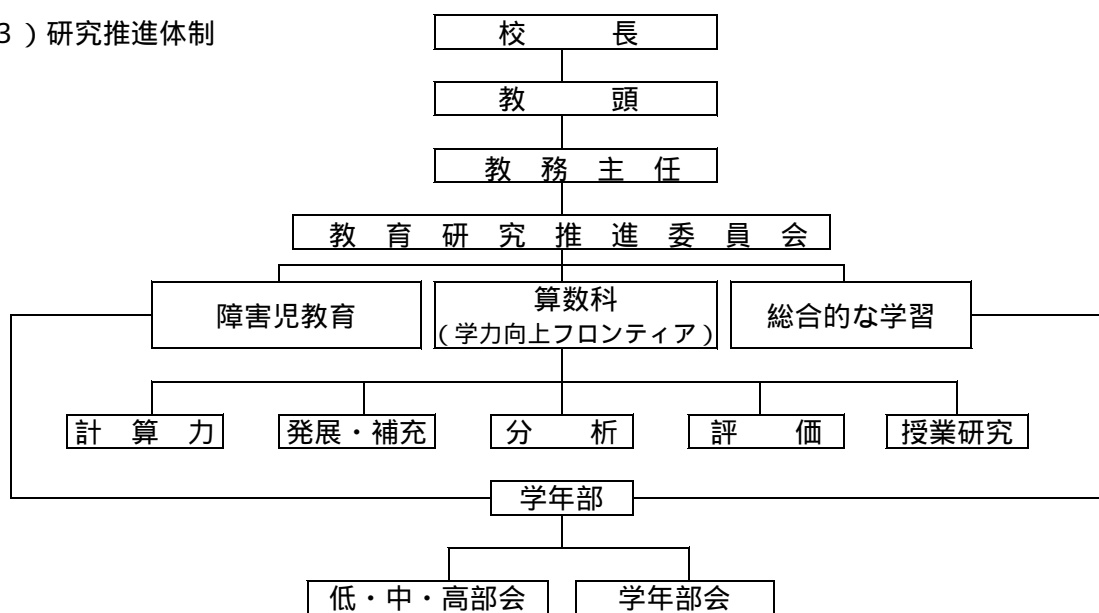 3）研究推進体制
校　長
教　頭
教務主任
教育研究推進委員会
障害児教育
算数科
（学力向上フロンティア）
総合的な学習
計算力
発展・補充
分　析
評　価
授業研究
学年部
低・中・高部会
学年部会